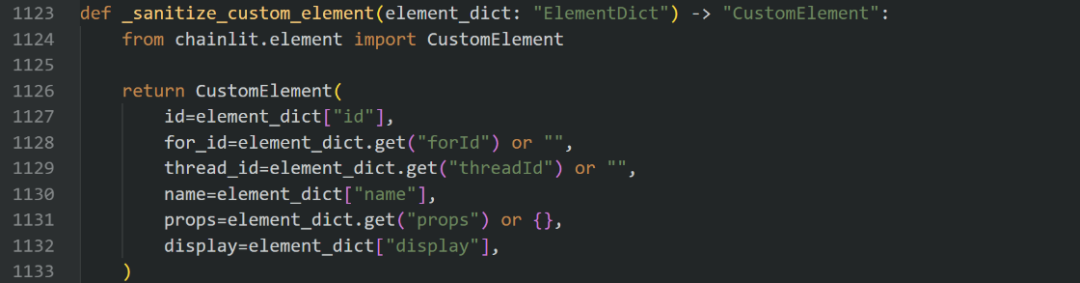 1123 def _sanitize_custom_element(element_dict: "ElementDict") -> "CustomElement":
1124     from chainlit.element import CustomElement
1125
1126     return CustomElement(
1127         id=element_dict["id"],
1128         for_id=element_dict.get("forId") or "",
1129         thread_id=element_dict.get("threadId") or "",
1130         name=element_dict["name"],
1131         props=element_dict.get("props") or {},
1132         display=element_dict["display"],
1133     )